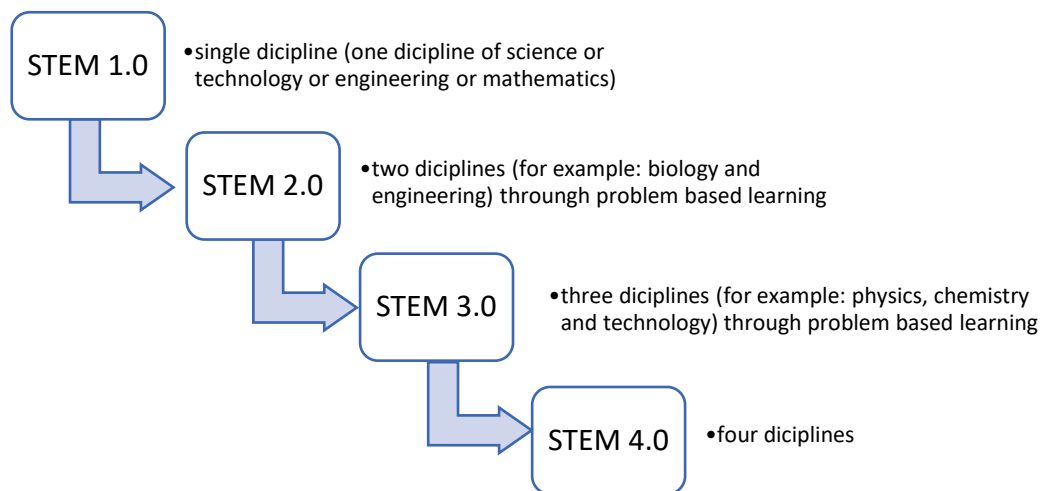 STEM 1.0
•single dicipline (one dicipline of science or
technology or engineering or mathematics)
STEM 2.0
•two diciplines (for example: biology and
engineering) throungh problem based learning
STEM 3.0
•three diciplines (for example: physics, chemistry
and technology) through problem based learning
STEM 4.0
•four diciplines